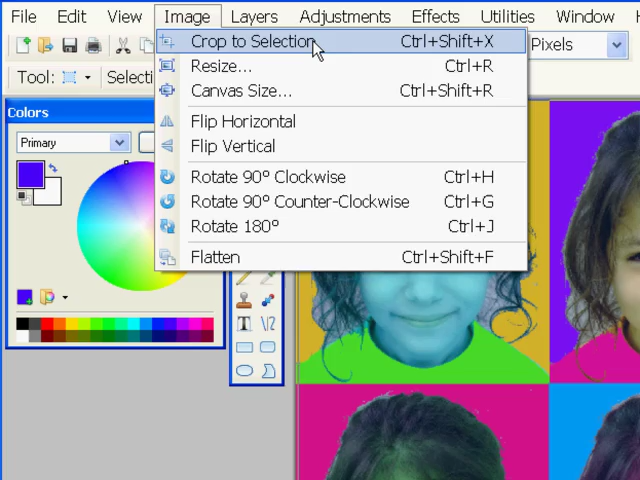 File Edit View Image Layers Adjustments Effects Utilities Window
Crop to Selection Ctrl+Shift+X
Pixels
Resize... Ctrl+R
Tool:
Canvas Size... Ctrl+Shift+R
Colors
Flip Horizontal
Primary
Flip Vertical
Rotate 90° Clockwise Ctrl+H
Rotate 90° Counter-Clockwise Ctrl+G
Rotate 180° Ctrl+J
Flatten Ctrl+Shift+F